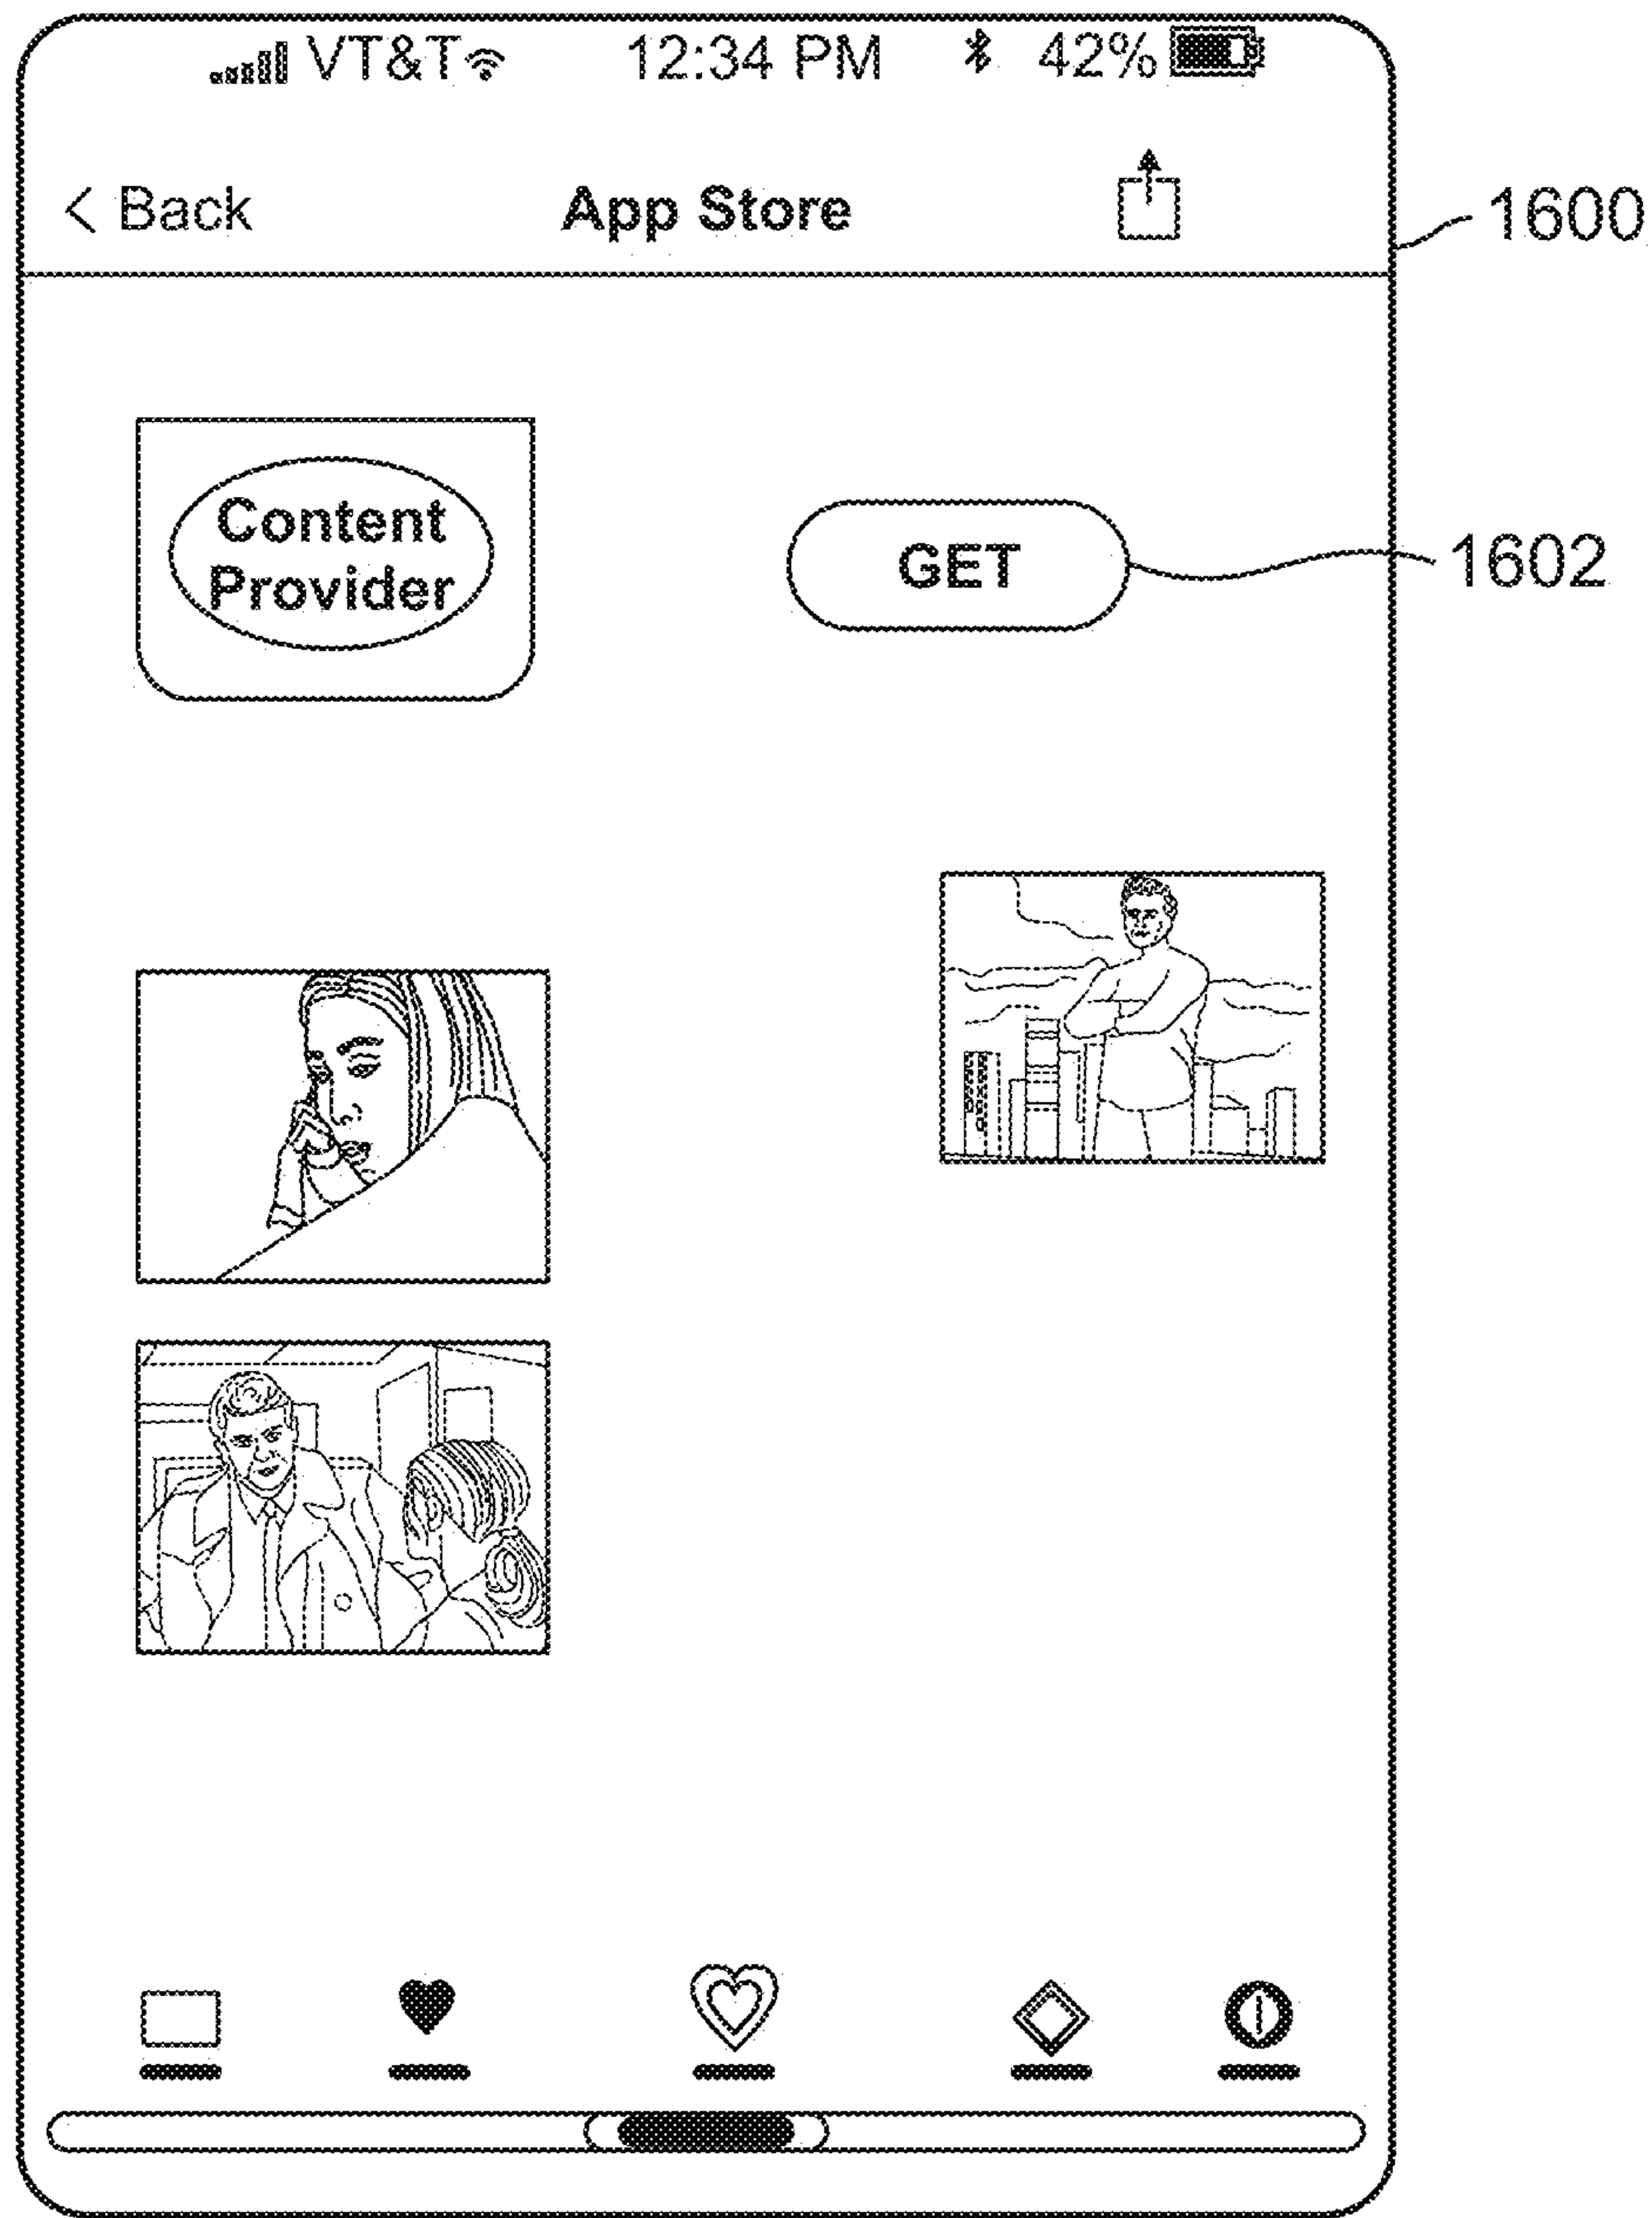 VT&T 12:34 PM 42%
< Back App Store
1600
Content
Provider
GET
1602